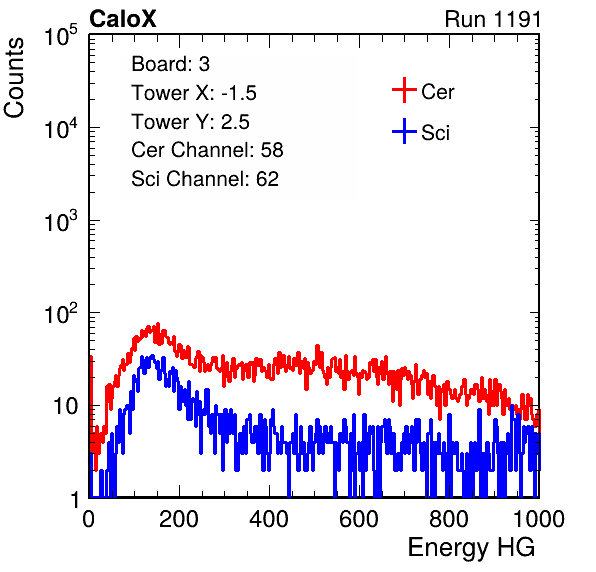 CaloX Run 1191
Counts
10^5
10^4
10^3
10^2
10
1
Board: 3
Tower X: -1.5
Tower Y: 2.5
Cer Channel: 58
Sci Channel: 62
Cer
Sci
0 200 400 600 800 1000
Energy HG